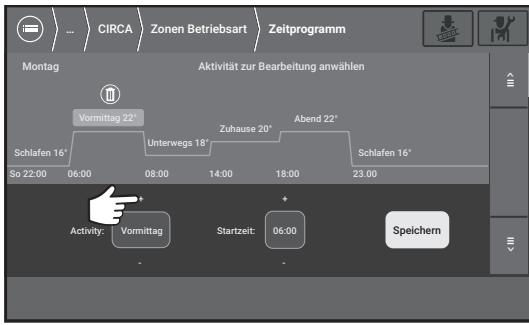 ... CIRCA Zonen Betriebsart Zeitprogramm
Montag Aktivität zur Bearbeitung anwählen
Vormittag 22°
Abend 22°
Zuhause 20°
Unterwegs 18°
Schlafen 16° Schlafen 16°
So 22:00 06:00 08:00 14:00 18:00 23.00
+ +
Activity: Vormittag Startzeit: 06:00 Speichern
- -